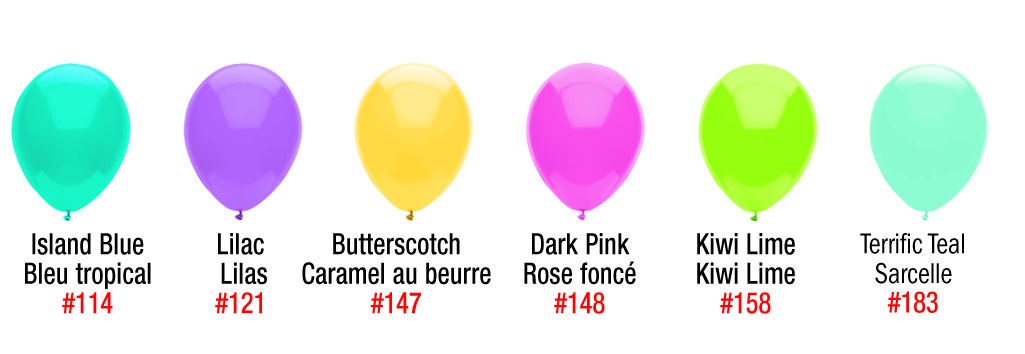 Island Blue
Bleu tropical
#114
Lilac
Lilas
#121
Butterscotch
Caramel au beurre
#147
Dark Pink
Rose foncé
#148
Kiwi Lime
Kiwi Lime
#158
Terrific Teal
Sarcelle
#183